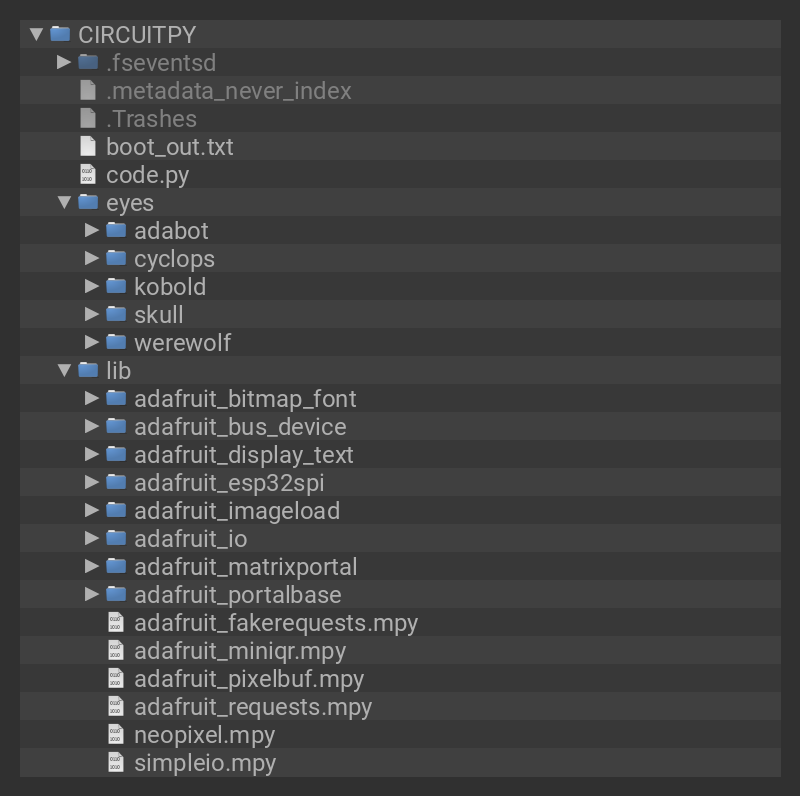 CIRCUITPY
.fseventsd
.metadata_never_index
.Trashes
boot_out.txt
code.py
eyes
adabot
cyclops
kobold
skull
werewolf
lib
adafruit_bitmap_font
adafruit_bus_device
adafruit_display_text
adafruit_esp32spi
adafruit_imageload
adafruit_io
adafruit_matrixportal
adafruit_portalbase
adafruit_fakerequests.mpy
adafruit_miniqr.mpy
adafruit_pixelbuf.mpy
adafruit_requests.mpy
neopixel.mpy
simpleio.mpy